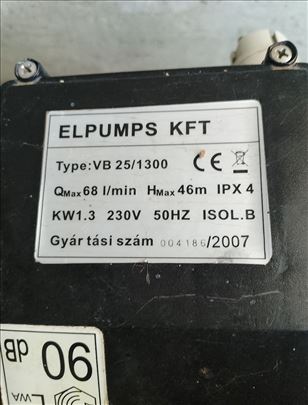 ELPUMPS KFT
Type:VB 25/1300 CE
QMax 68 l/min HMax 46m IPX 4
KW1.3 230V 50HZ ISOL.B
Gyár tási szám 004186/2007
LWA
90
dB